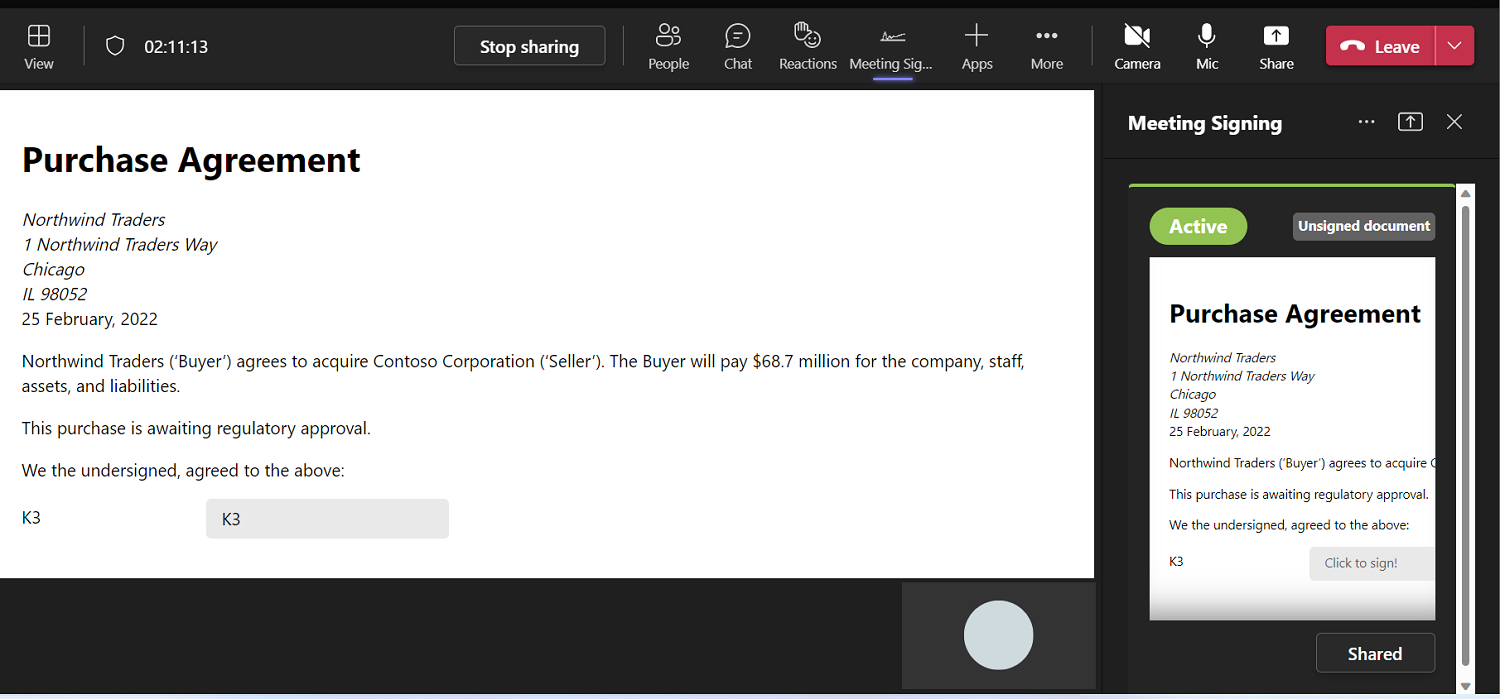 View
02:11:13
Stop sharing
People
Chat
Reactions
Meeting Sig...
Apps
More
Camera
Mic
Share
Leave
Purchase Agreement
Northwind Traders
1 Northwind Traders Way
Chicago
IL 98052
25 February, 2022
Northwind Traders (‘Buyer’) agrees to acquire Contoso Corporation (‘Seller’). The Buyer will pay $68.7 million for the company, staff,
assets, and liabilities.
This purchase is awaiting regulatory approval.
We the undersigned, agreed to the above:
K3 K3
Meeting Signing
Active
Unsigned document
Purchase Agreement
Northwind Traders
1 Northwind Traders Way
Chicago
IL 98052
25 February, 2022
Northwind Traders (‘Buyer’) agrees to acquire
This purchase is awaiting regulatory approval.
We the undersigned, agreed to the above:
K3 Click to sign!
Shared